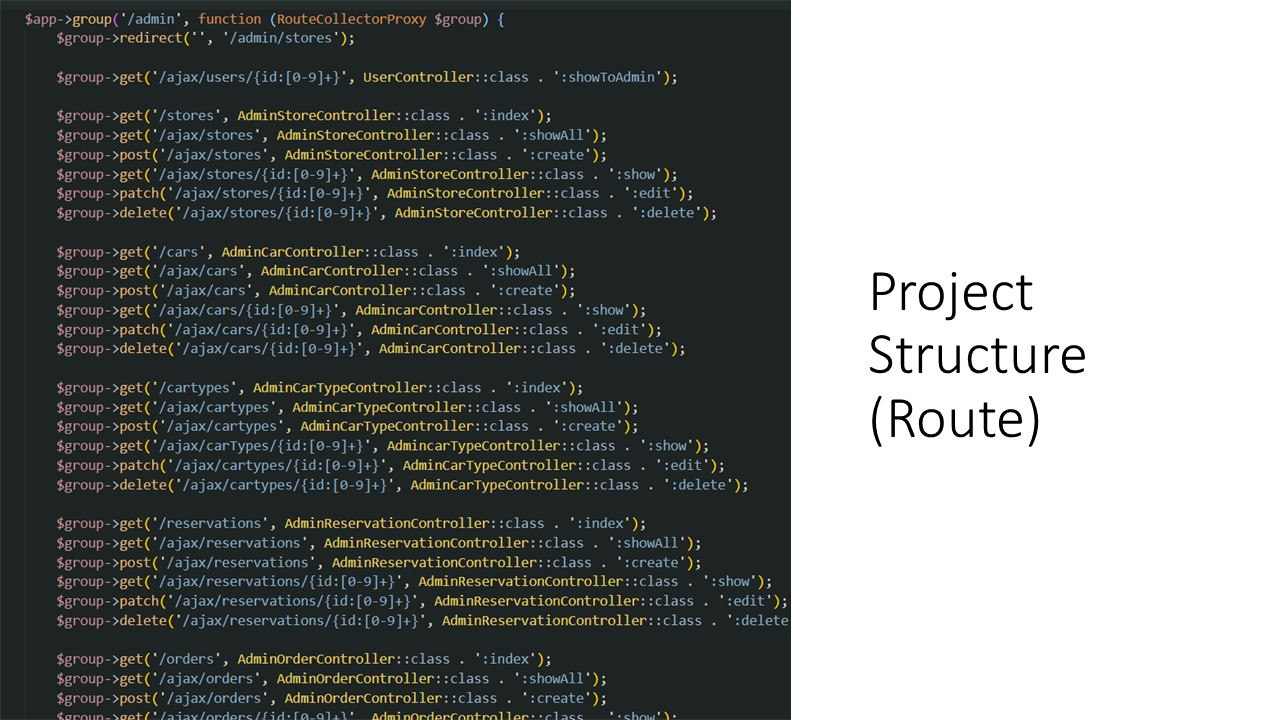 $app->group('/admin', function (RouteCollectorProxy $group) {
$group->redirect('', '/admin/stores');
$group->get('/ajax/users/{id:[0-9]+}', UserController::class . ':showToAdmin');
$group->get('/stores', AdminStoreController::class . ':index');
$group->get('/ajax/stores', AdminStoreController::class . ':showAll');
$group->post('/ajax/stores', AdminStoreController::class . ':create');
$group->get('/ajax/stores/{id:[0-9]+}', AdminStoreController::class . ':show');
$group->patch('/ajax/stores/{id:[0-9]+}', AdminStoreController::class . ':edit');
$group->delete('/ajax/stores/{id:[0-9]+}', AdminStoreController::class . ':delete');
$group->get('/cars', AdminCarController::class . ':index');
$group->get('/ajax/cars', AdminCarController::class . ':showAll');
$group->post('/ajax/cars', AdminCarController::class . ':create');
$group->get('/ajax/cars/{id:[0-9]+}', AdmincarController::class . ':show');
$group->patch('/ajax/cars/{id:[0-9]+}', AdminCarController::class . ':edit');
$group->delete('/ajax/cars/{id:[0-9]+}', AdminCarController::class . ':delete');
$group->get('/cartypes', AdminCarTypeController::class . ':index');
$group->get('/ajax/cartypes', AdminCarTypeController::class . ':showAll');
$group->post('/ajax/cartypes', AdminCarTypeController::class . ':create');
$group->get('/ajax/carTypes/{id:[0-9]+}', AdmincarTypeController::class . ':show');
$group->patch('/ajax/cartypes/{id:[0-9]+}', AdminCarTypeController::class . ':edit');
$group->delete('/ajax/cartypes/{id:[0-9]+}', AdminCarTypeController::class . ':delete');
$group->get('/reservations', AdminReservationController::class . ':index');
$group->get('/ajax/reservations', AdminReservationController::class . ':showAll');
$group->post('/ajax/reservations', AdminReservationController::class . ':create');
$group->get('/ajax/reservations/{id:[0-9]+}', AdminReservationController::class . ':show');
$group->patch('/ajax/reservations/{id:[0-9]+}', AdminReservationController::class . ':edit');
$group->delete('/ajax/reservations/{id:[0-9]+}', AdminReservationController::class . ':delete
$group->get('/orders', AdminOrderController::class . ':index');
$group->get('/ajax/orders', AdminOrderController::class . ':showAll');
$group->post('/ajax/orders', AdminOrderController::class . ':create');
$group->get('/ajax/orders/{id:[0-9]+}', AdminOrderController::class . ':show');
Project
Structure
(Route)